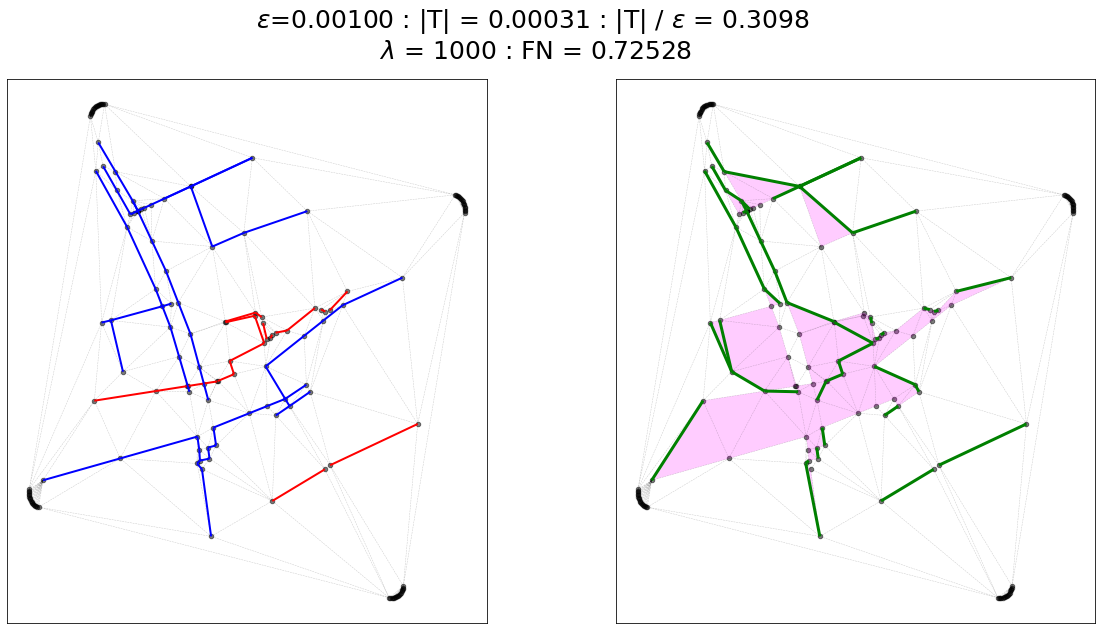 ε=0.00100 : |T| = 0.00031 : |T| / ε = 0.3098
λ = 1000 : FN = 0.72528